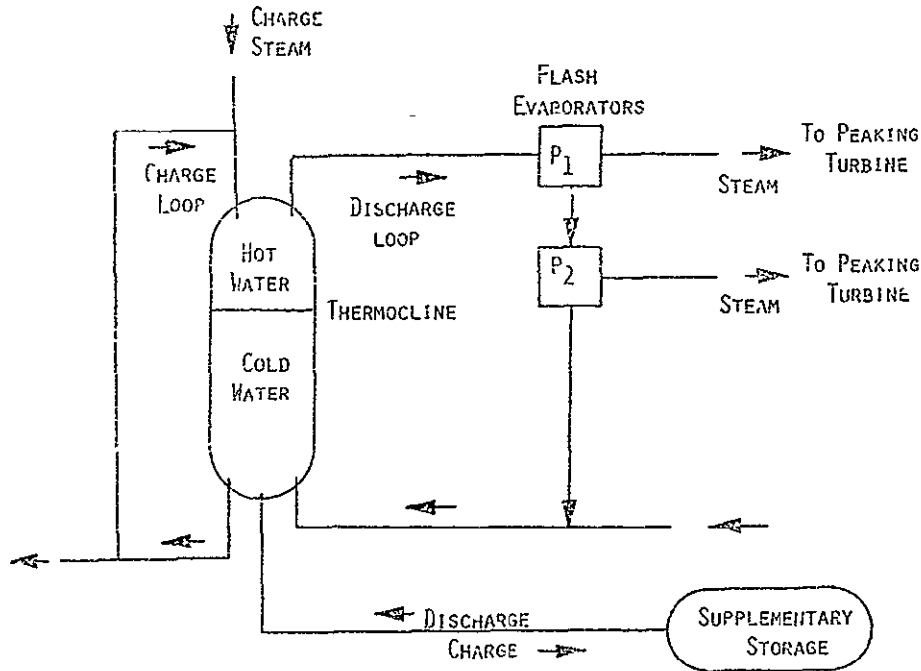 CHARGE
STEAM
FLASH
EVAPORATORS
P1
TO PEAKING
TURBINE
STEAM
CHARGE
LOOP
DISCHARGE
LOOP
HOT
WATER
P2
TO PEAKING
TURBINE
STEAM
THERMOCLINE
COLD
WATER
DISCHARGE
CHARGE
SUPPLEMENTARY
STORAGE